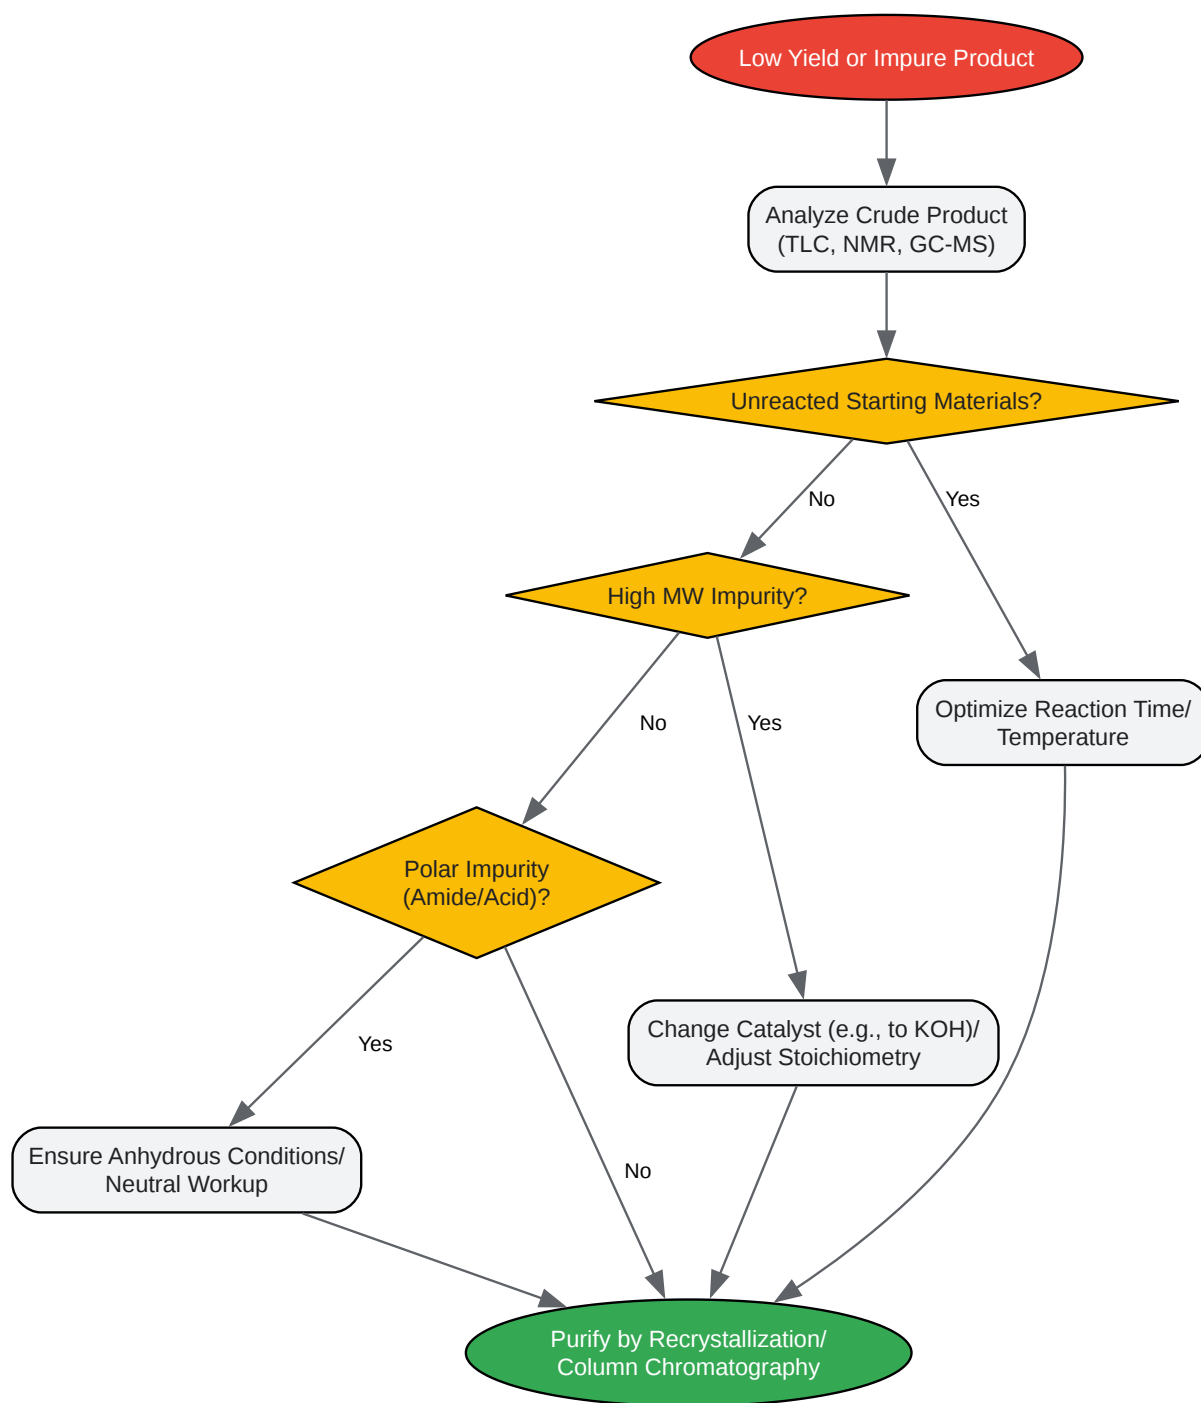 Low Yield or Impure Product
Analyze Crude Product
(TLC, NMR, GC-MS)
Unreacted Starting Materials?
No
Yes
High MW Impurity?
Optimize Reaction Time/
Temperature
No
Yes
Polar Impurity
(Amide/Acid)?
Change Catalyst (e.g., to KOH)/
Adjust Stoichiometry
Yes
Ensure Anhydrous Conditions/
Neutral Workup
No
Purify by Recrystallization/
Column Chromatography